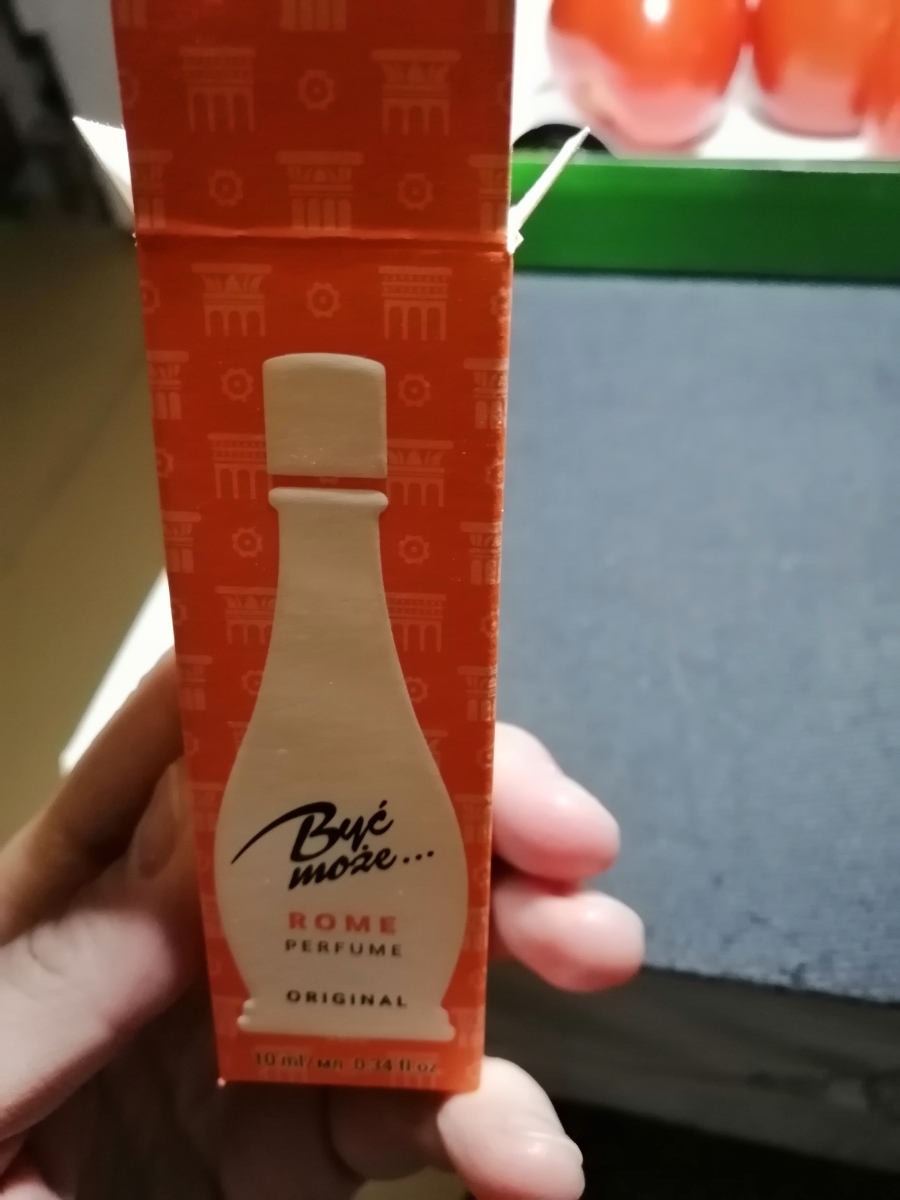 Być
może...
ROME
PERFUME
ORIGINAL
10 ml/мл 0.34 fl oz